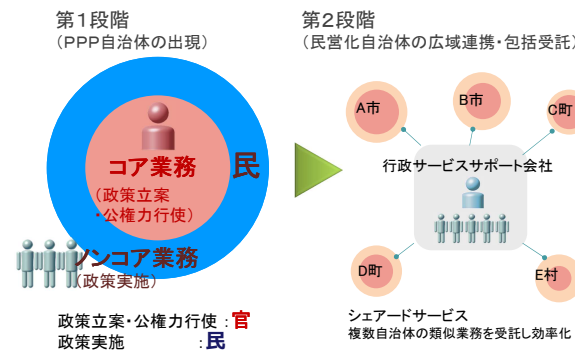 第1段階
(PPP自治体の出現)
コア業務
民
(政策立案
・公権力行使)
ノンコア業務
(政策実施)
政策立案・公権力行使：官
政策実施　　　　　：民
第2段階
(民営化自治体の広域連携・包括受託)
A市
B市
C町
行政サービスサポート会社
D町
E村
シェアードサービス
複数自治体の類似業務を受託し効率化